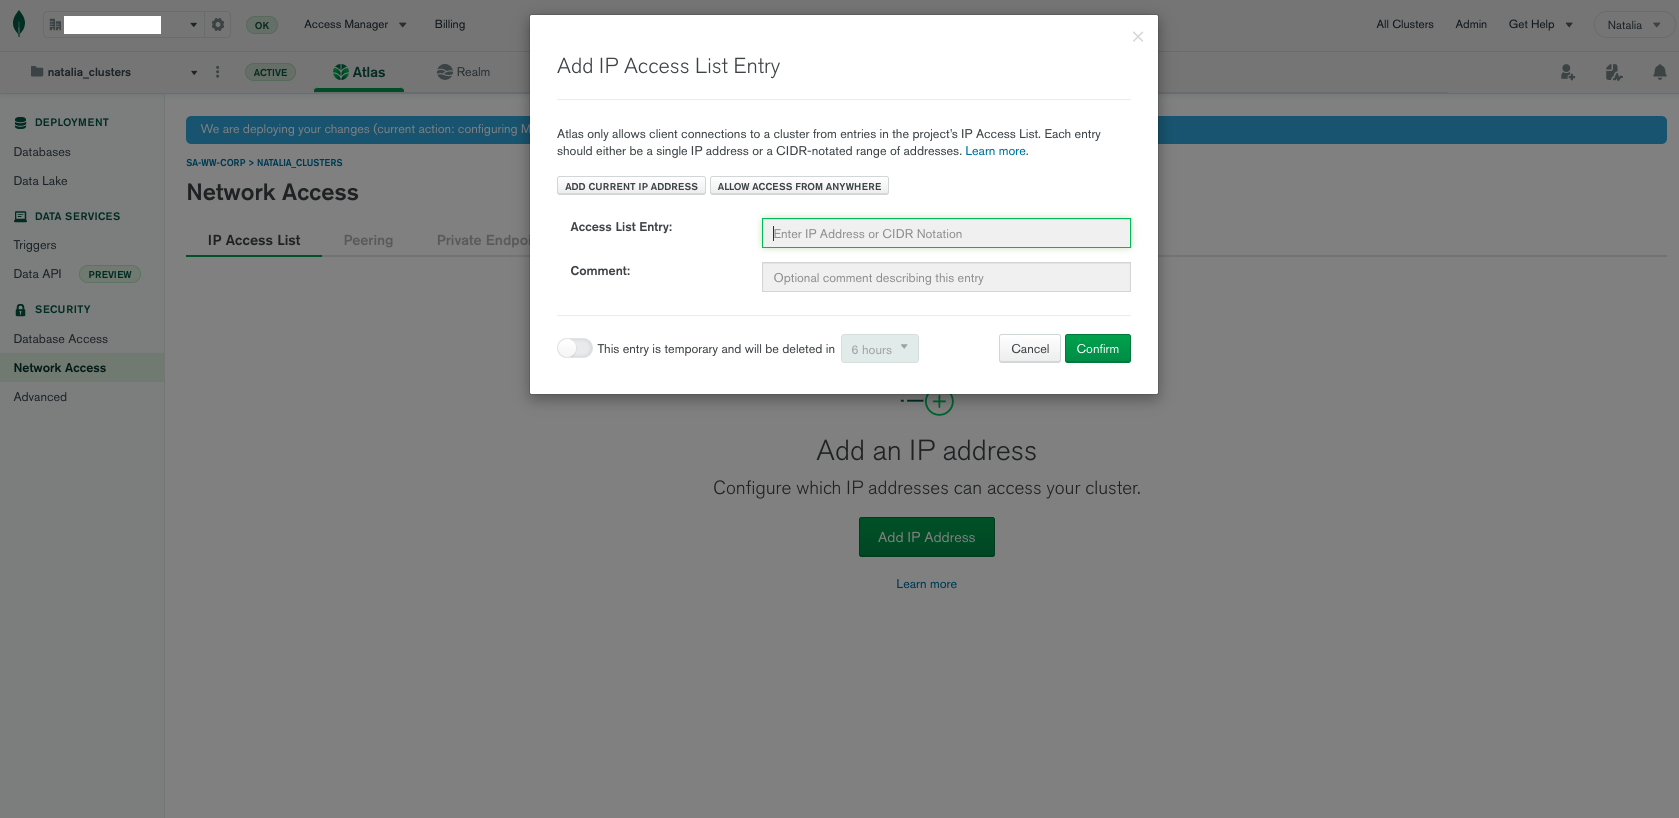 OK
Access Manager
Billing
All Clusters
Admin
Get Help
Natalia
natalia_clusters
ACTIVE
Atlas
Realm
DEPLOYMENT
Databases
Data Lake
DATA SERVICES
Triggers
Data API
PREVIEW
SECURITY
Database Access
Network Access
Advanced
We are deploying your changes (current action: configuring
SA-WW-CORP > NATALIA_CLUSTERS
Network Access
IP Access List
Peering
Private
Add IP Access List Entry
Atlas only allows client connections to a cluster from entries in the project's IP Access List. Each entry
should either be a single IP address or a CIDR-notated range of addresses. Learn more.
ADD CURRENT IP ADDRESS
ALLOW ACCESS FROM ANYWHERE
Access List Entry:
Enter IP Address or CIDR Notation
Comment:
Optional comment describing this entry
This entry is temporary and will be deleted in
6 hours
Cancel
Confirm
Add an IP address
Configure which IP addresses can access your cluster.
Add IP Address
Learn more